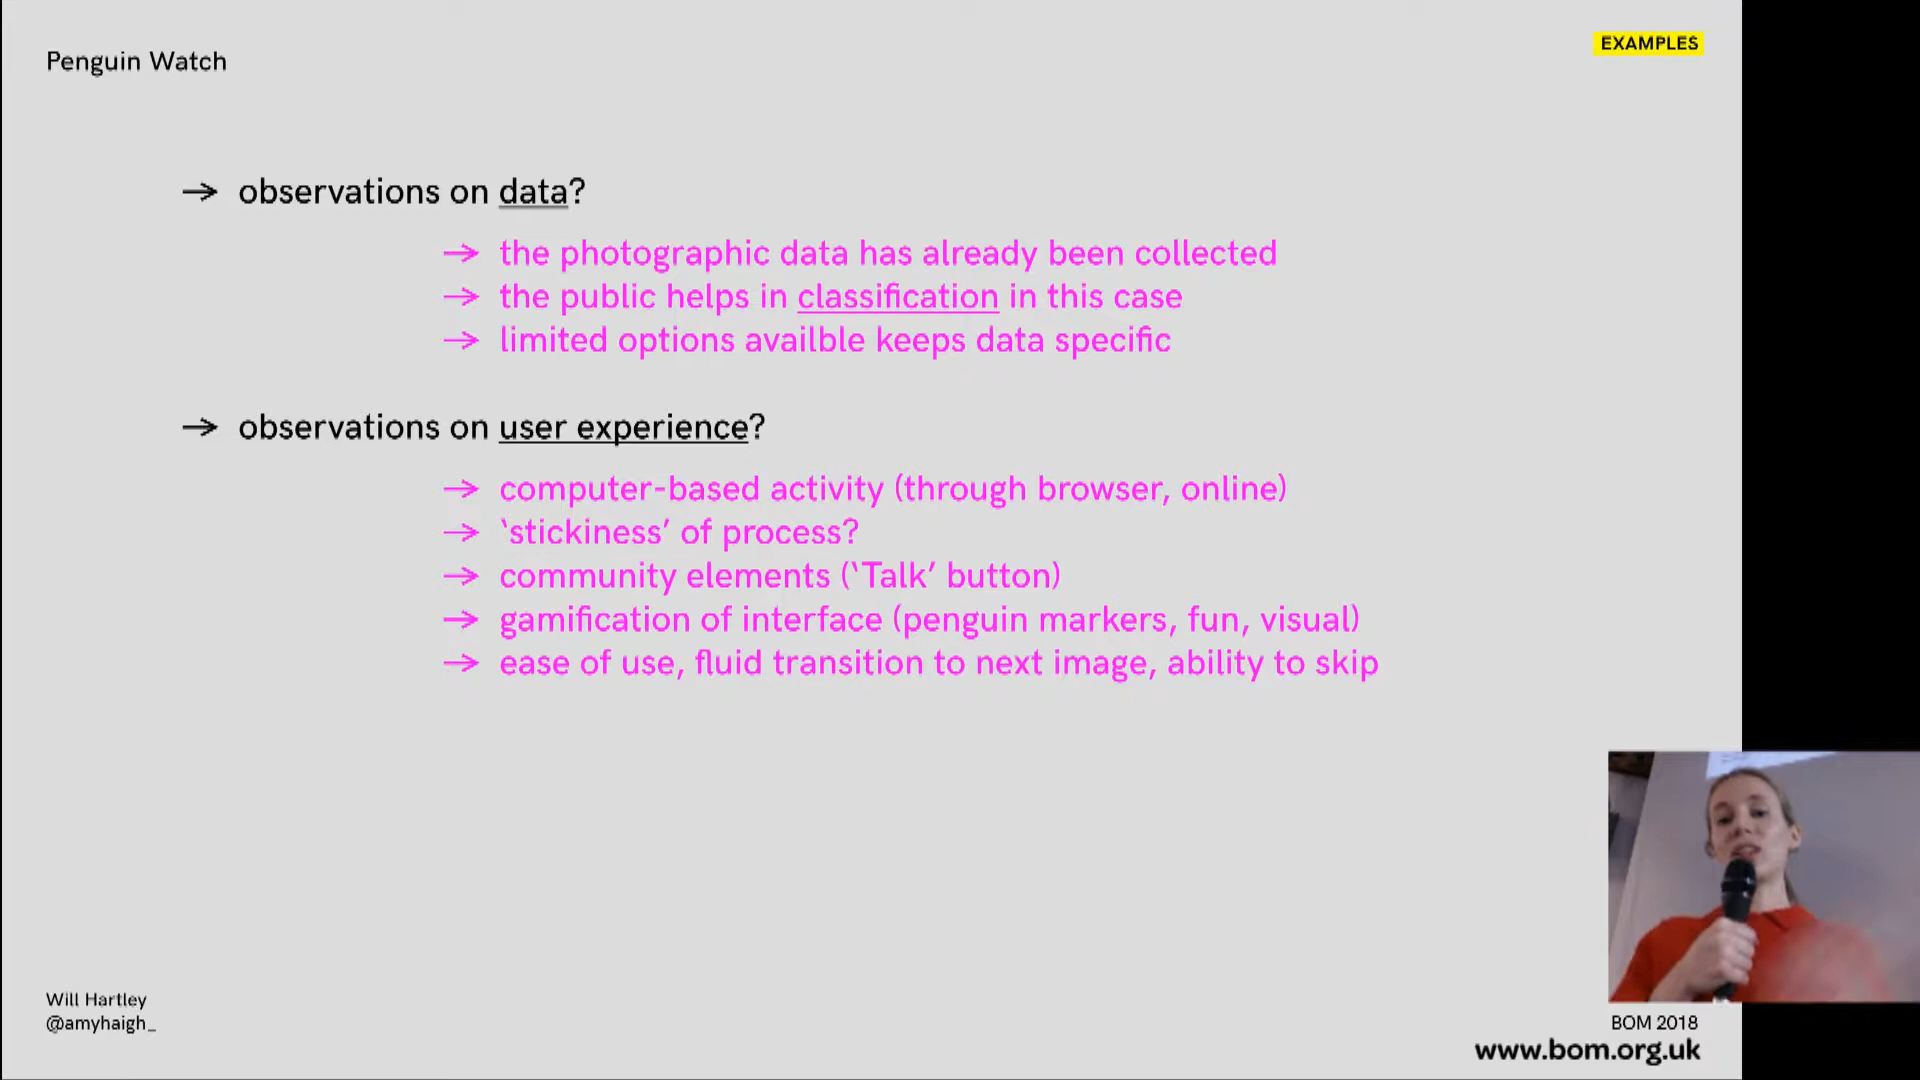 Penguin Watch
EXAMPLES
→ observations on data?
→ the photographic data has already been collected
→ the public helps in classification in this case
→ limited options availble keeps data specific
→ observations on user experience?
→ computer-based activity (through browser, online)
→ ‘stickiness’ of process?
→ community elements (‘Talk’ button)
→ gamification of interface (penguin markers, fun, visual)
→ ease of use, fluid transition to next image, ability to skip
Will Hartley
@amyhaigh_
BOM 2018
www.bom.org.uk